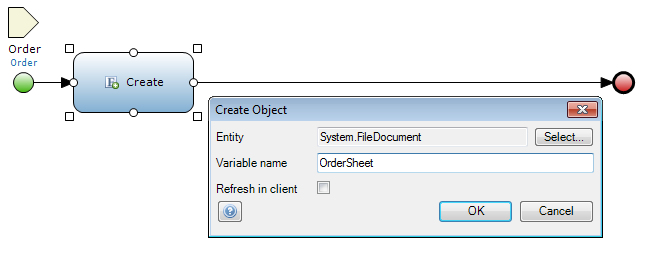 Order
Order
Create
Create Object
Entity
System.FileDocument
Select...
Variable name
OrderSheet
Refresh in client
?
OK
Cancel